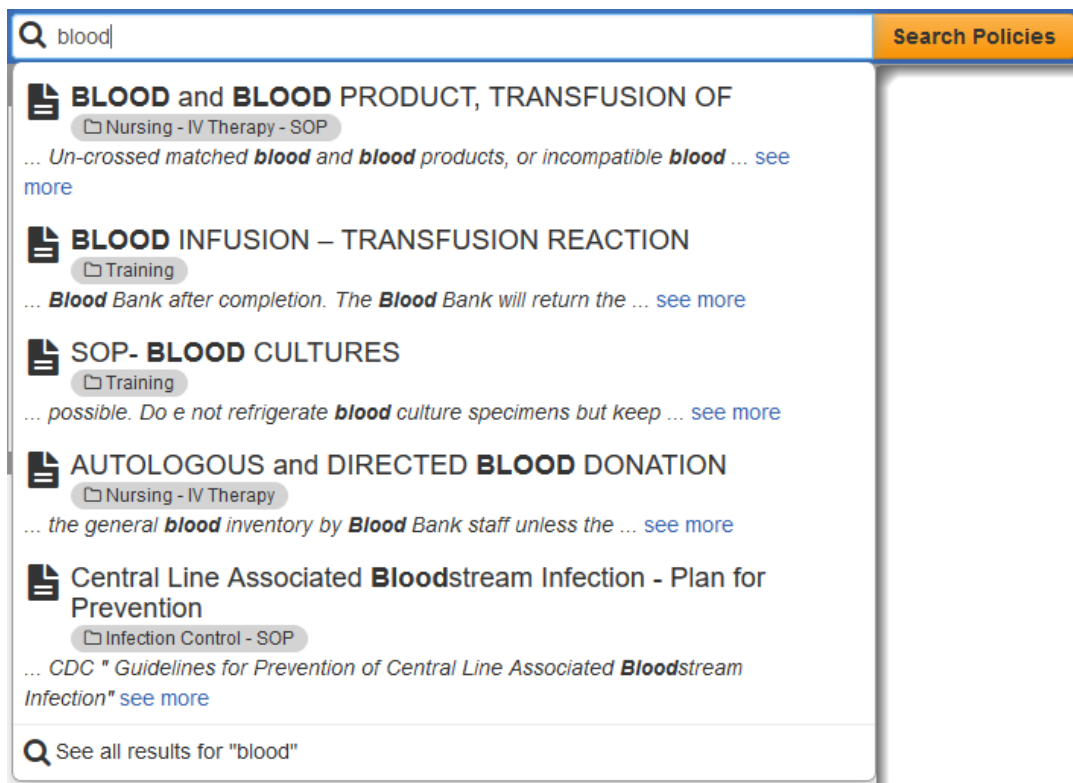 blood
Search Policies
BLOOD and BLOOD PRODUCT, TRANSFUSION OF
Nursing - IV Therapy - SOP
... Un-crossed matched blood and blood products, or incompatible blood ... see
more
BLOOD INFUSION – TRANSFUSION REACTION
Training
... Blood Bank after completion. The Blood Bank will return the ... see more
SOP- BLOOD CULTURES
Training
... possible. Do e not refrigerate blood culture specimens but keep ... see more
AUTOLOGOUS and DIRECTED BLOOD DONATION
Nursing - IV Therapy
... the general blood inventory by Blood Bank staff unless the ... see more
Central Line Associated Bloodstream Infection - Plan for
Prevention
Infection Control - SOP
... CDC " Guidelines for Prevention of Central Line Associated Bloodstream
Infection" see more
See all results for "blood"